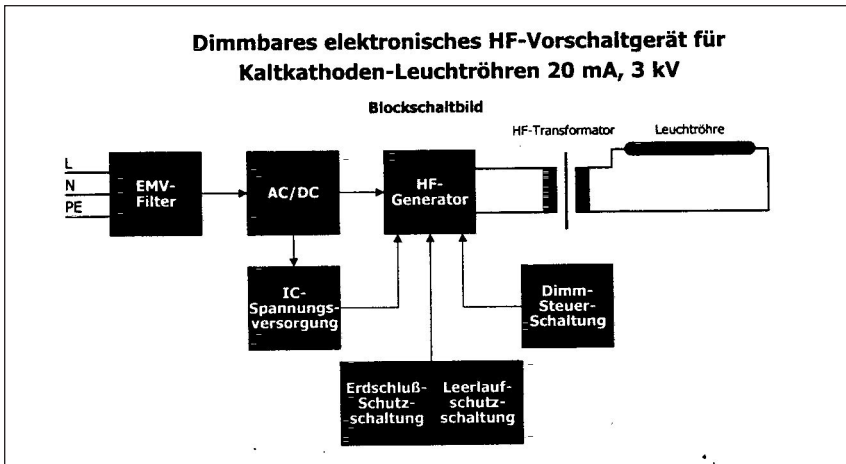 Dimmbares elektronisches HF-Vorschaltgerät für
Kaltkathoden-Leuchtröhren 20 mA, 3 kV
Blockschaltbild
HF-Transformator
Leuchtröhre
L
N
PE
EMV-
Filter
AC/DC
HF-
Generator
IC-
Spannungs-
versorgung
Dimm-
Steuer-
Schaltung
Erdschluß-
Schutz-
schaltung
Leerlauf-
schutz-
schaltung